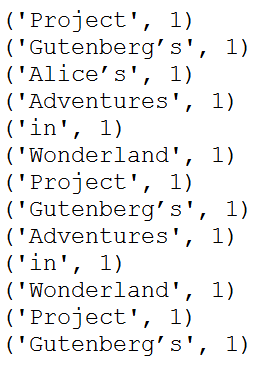 ('Project', 1)
('Gutenberg’s', 1)
('Alice’s', 1)
('Adventures', 1)
('in', 1)
('Wonderland', 1)
('Project', 1)
('Gutenberg’s', 1)
('Adventures', 1)
('in', 1)
('Wonderland', 1)
('Project', 1)
('Gutenberg’s', 1)